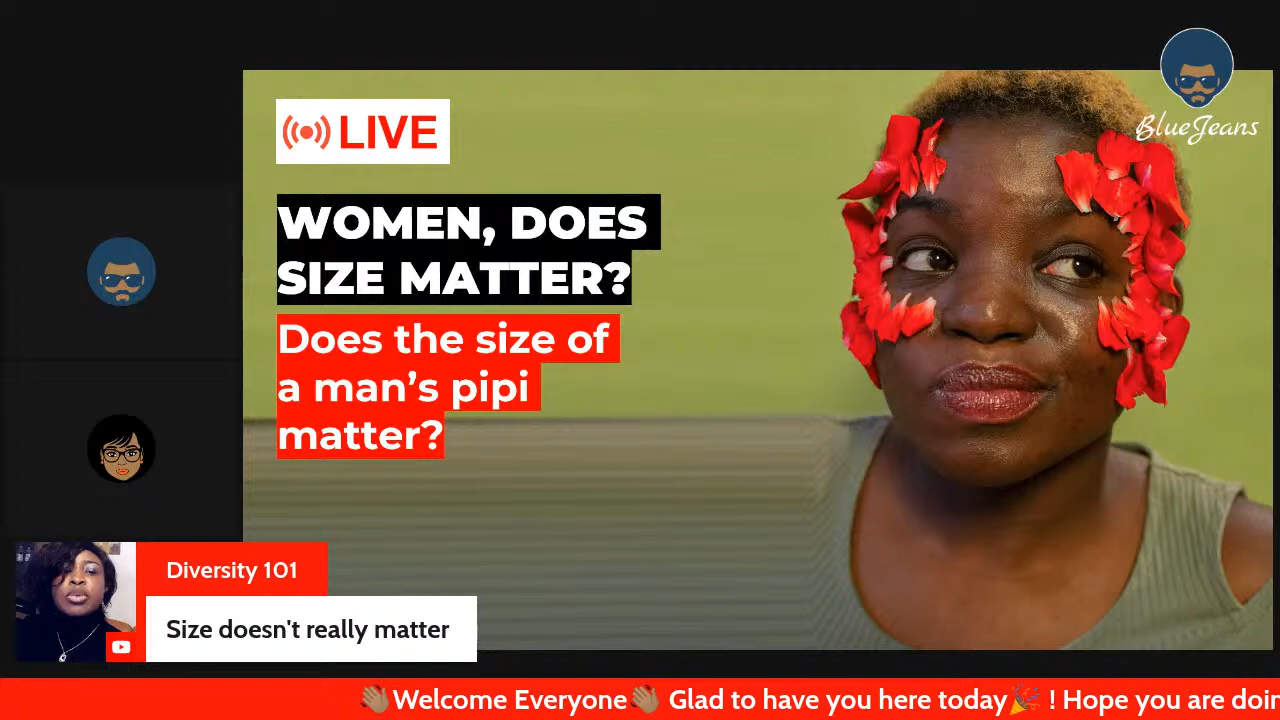 BlueJeans
LIVE
WOMEN, DOES
SIZE MATTER?
Does the size of
a man's pipi
matter?
Diversity 101
Size doesn't really matter
👋🏽Welcome Everyone👋🏽 Glad to have you here today🎉 ! Hope you are doin